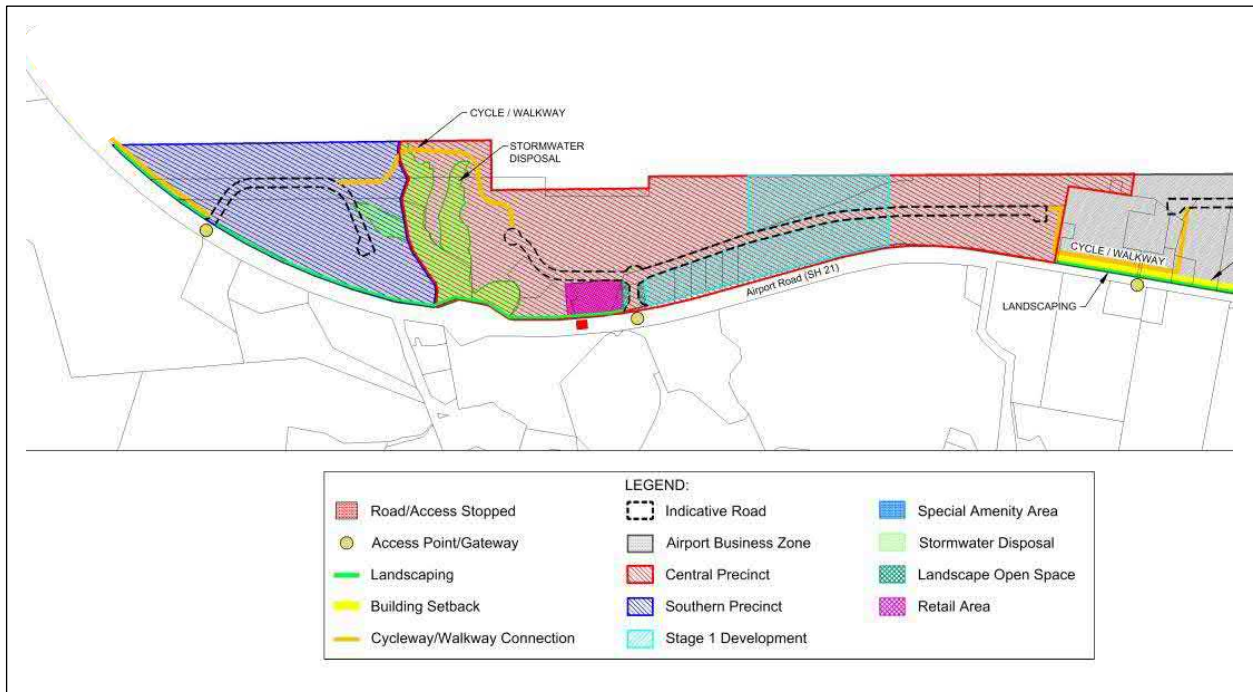 CYCLE / WALKWAY
STORMWATER
DISPOSAL
Airport Road (SH 21)
CYCLE / WALKWAY
LANDSCAPING
LEGEND:
Road/Access Stopped
Access Point/Gateway
Landscaping
Building Setback
Cycleway/Walkway Connection
Indicative Road
Airport Business Zone
Central Precinct
Southern Precinct
Stage 1 Development
Special Amenity Area
Stormwater Disposal
Landscape Open Space
Retail Area